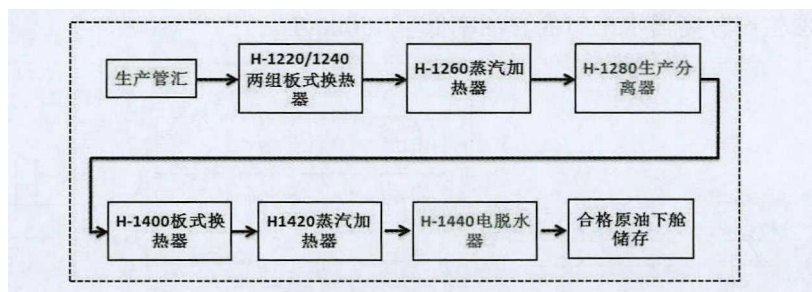 生产管汇
H-1220/1240
两组板式换热
器
H-1260蒸汽加
热器
H-1280生产分
离器
H-1400板式换
热器
H1420蒸汽加
热器
H-1440电脱水
器
合格原油下舱
储存